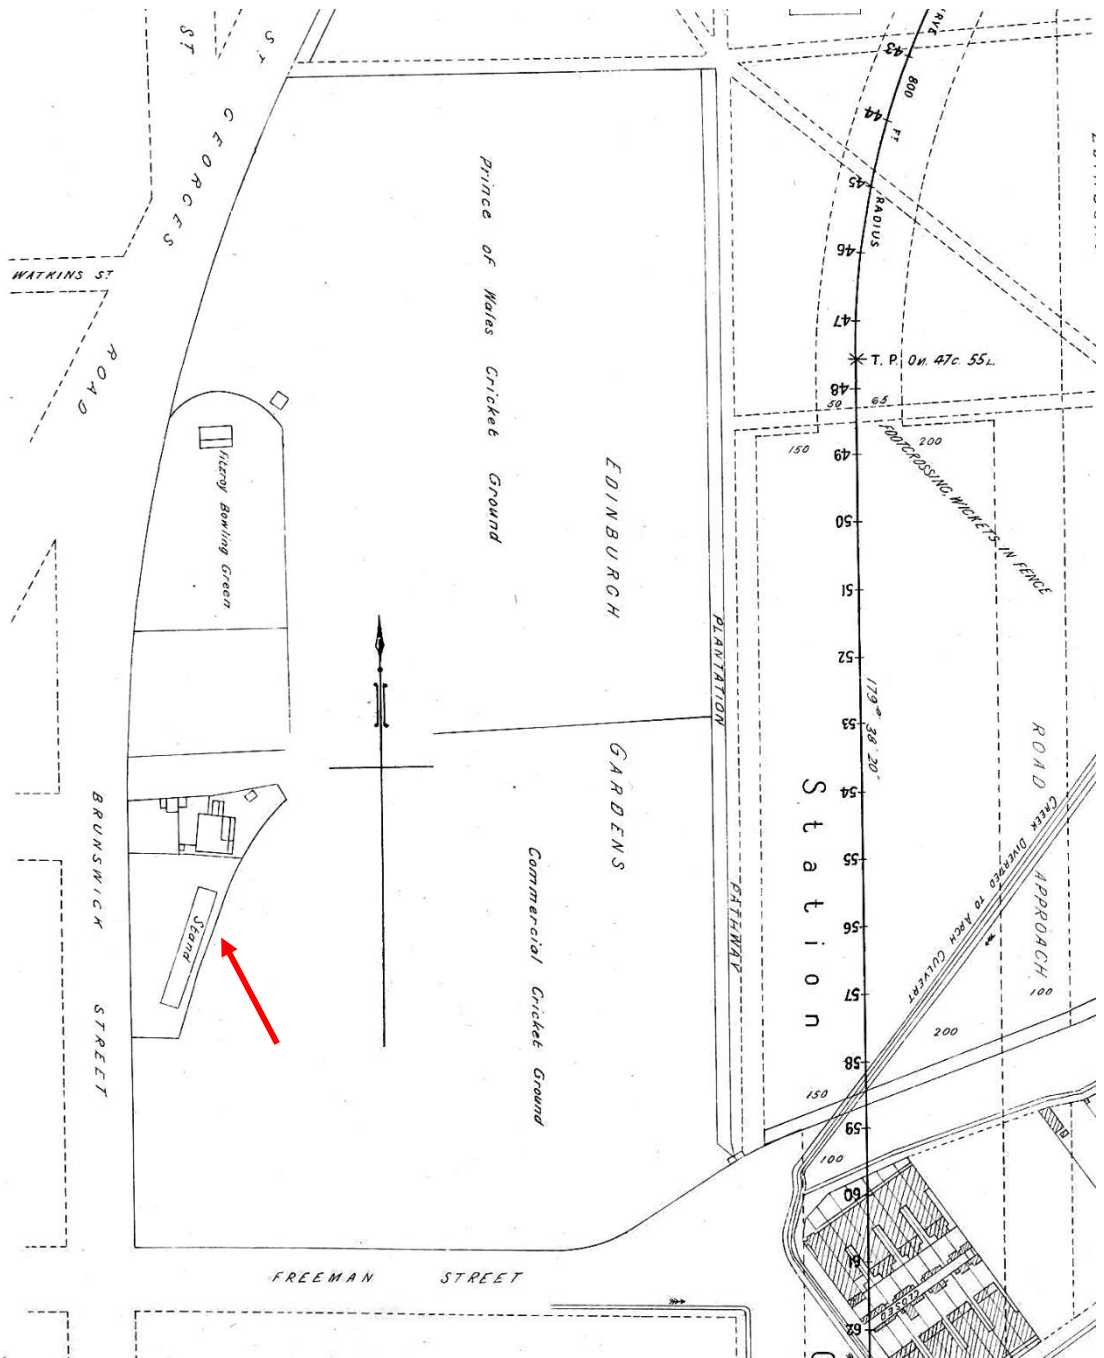 ST.
ST.
GEORGES
ROAD
WATKINS ST
Prince of Wales Cricket Ground
Fitzroy Bowling Green
EDINBURGH
GARDENS
PLANTATION
PATHWAY
Commercial Cricket Ground
Stand
BRUNSWICK
STREET
FREEMAN STREET
CURVE
800
FT.
RADIUS
43
44
45
46
47
T. P. On. 47c. 55L.
48
50 65
150
200
49
FOOTCROSSING, WICKETS IN FENCE
50
51
52
179° 38' 20"
53
54
55
56
57
58
59
60
61
62
Station
ROAD APPROACH
CREEK DIVERTED TO ARCH CULVERT
100
200
150
100
CLOSED